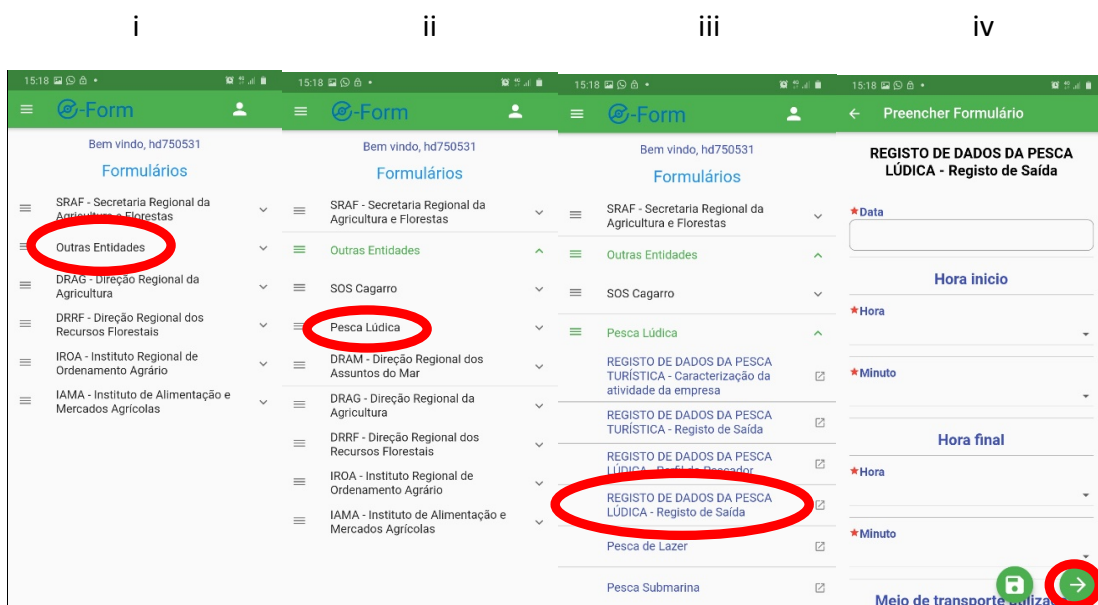 i
ii
iii
iv
15:18
e-Form
Bem vindo, hd750531
Formulários
SRAF - Secretaria Regional da
Agricultura e Florestas
Outras Entidades
DRAG - Direção Regional da
Agricultura
DRRF - Direção Regional dos
Recursos Florestais
IROA - Instituto Regional de
Ordenamento Agrário
IAMA - Instituto de Alimentação e
Mercados Agrícolas
15:18
e-Form
Bem vindo, hd750531
Formulários
SRAF - Secretaria Regional da
Agricultura e Florestas
Outras Entidades
SOS Cagarro
Pesca Lúdica
DRAM - Direção Regional dos
Assuntos do Mar
DRAG - Direção Regional da
Agricultura
DRRF - Direção Regional dos
Recursos Florestais
IROA - Instituto Regional de
Ordenamento Agrário
IAMA - Instituto de Alimentação e
Mercados Agrícolas
15:18
e-Form
Bem vindo, hd750531
Formulários
SRAF - Secretaria Regional da
Agricultura e Florestas
Outras Entidades
SOS Cagarro
Pesca Lúdica
REGISTO DE DADOS DA PESCA
TURÍSTICA - Caracterização da
atividade da empresa
REGISTO DE DADOS DA PESCA
TURÍSTICA - Registo de Saída
REGISTO DE DADOS DA PESCA
LÚDICA - Perfil do Pescador
REGISTO DE DADOS DA PESCA
LÚDICA - Registo de Saída
Pesca de Lazer
Pesca Submarina
15:18
Preencher Formulário
REGISTO DE DADOS DA PESCA
LÚDICA - Registo de Saída
★Data
Hora inicio
★Hora
★Minuto
Hora final
★Hora
★Minuto
Meio de transporte